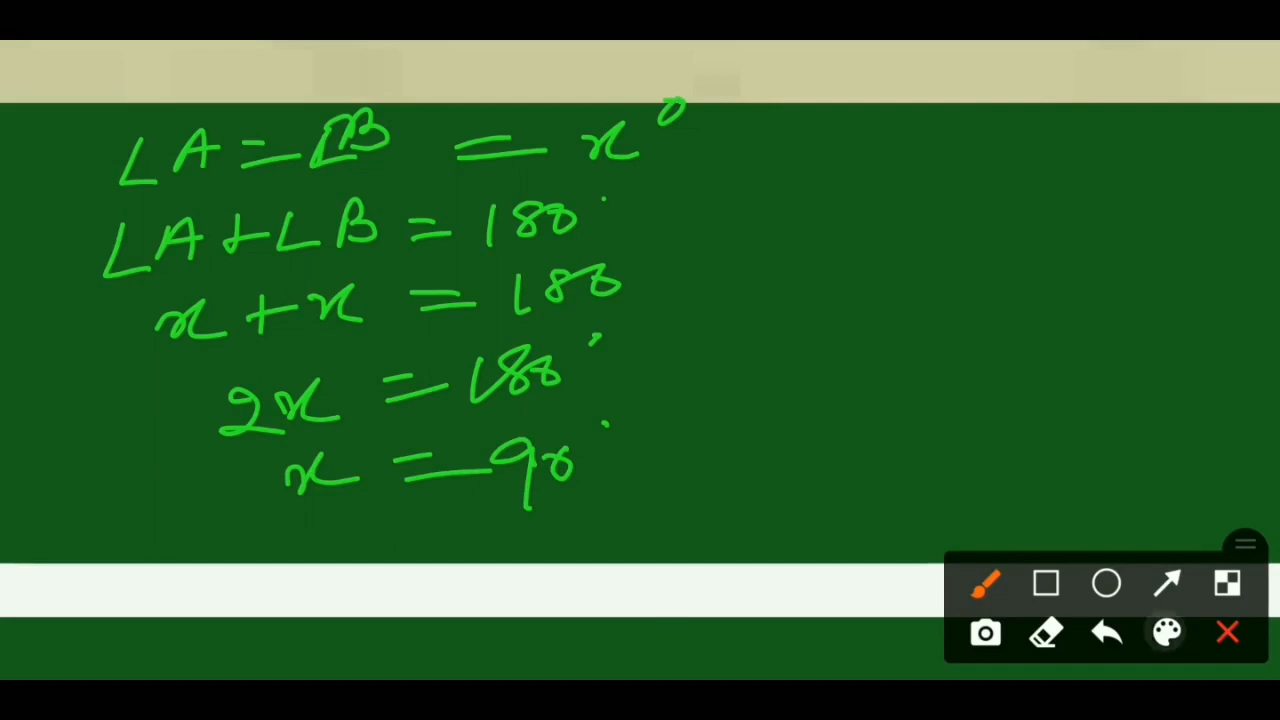 ∠A = ∠B = x°
∠A + ∠B = 180°
x + x = 180
2x = 180°
x = 90°